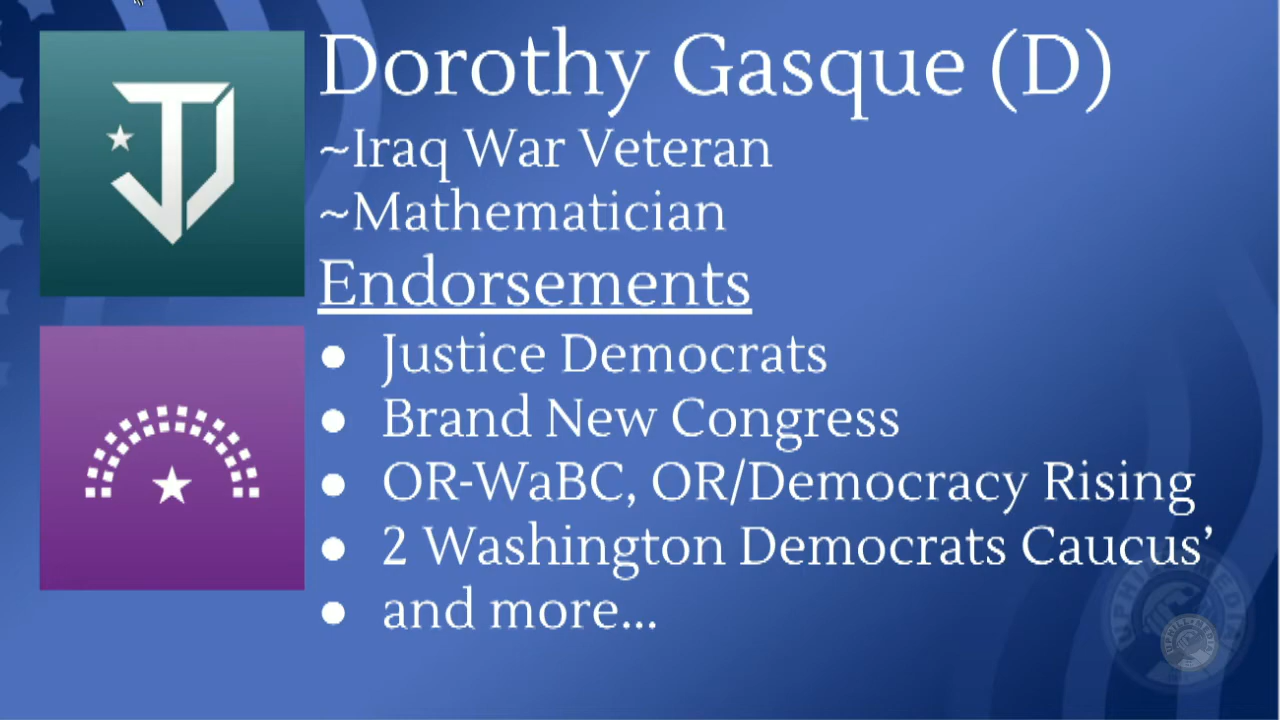 Dorothy Gasque (D)
~Iraq War Veteran
~Mathematician
Endorsements
● Justice Democrats
● Brand New Congress
● OR-WaBC, OR/Democracy Rising
● 2 Washington Democrats Caucus’
● and more...